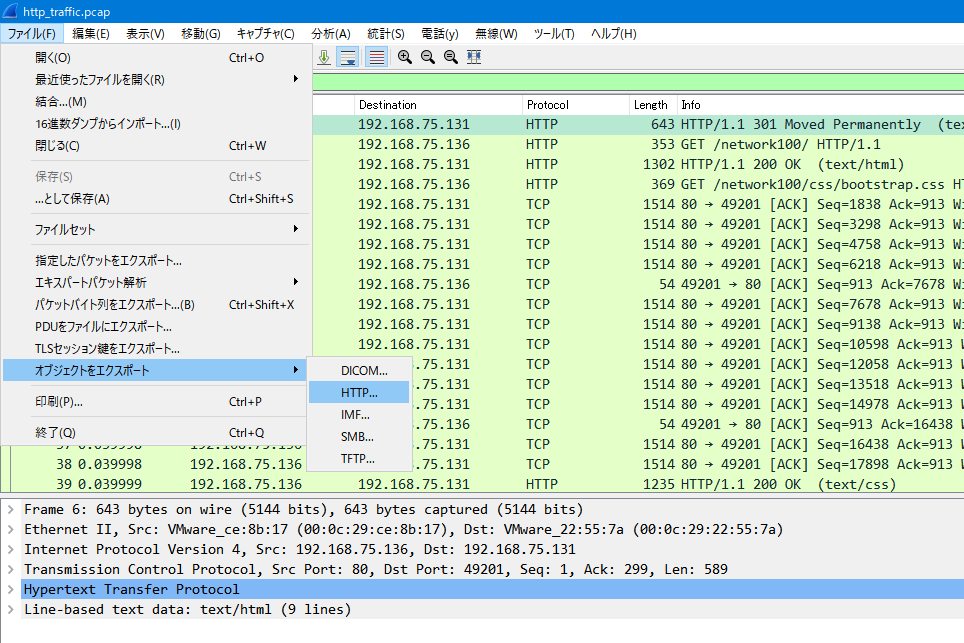 http_traffic.pcap
ファイル(F) 編集(E) 表示(V) 移動(G) キャプチャ(C) 分析(A) 統計(S) 電話(y) 無線(W) ツール(T) ヘルプ(H)
開く(O) Ctrl+O
最近使ったファイルを開く(R)
結合...(M)
16進数ダンプからインポート...(I)
閉じる(C) Ctrl+W
保存(S) Ctrl+S
...として保存(A) Ctrl+Shift+S
ファイルセット
指定したパケットをエクスポート...
エキスパートパケット解析
パケットバイト列をエクスポート...(B) Ctrl+Shift+X
PDUをファイルにエクスポート...
TLSセッション鍵をエクスポート...
オブジェクトをエクスポート
印刷(P)... Ctrl+P
終了(Q) Ctrl+Q
DICOM...
HTTP...
IMF...
SMB...
TFTP...
Destination Protocol Length Info
192.168.75.131 HTTP 643 HTTP/1.1 301 Moved Permanently (tex
192.168.75.136 HTTP 353 GET /network100/ HTTP/1.1
192.168.75.131 HTTP 1302 HTTP/1.1 200 OK (text/html)
192.168.75.136 HTTP 369 GET /network100/css/bootstrap.css HT
192.168.75.131 TCP 1514 80 → 49201 [ACK] Seq=1838 Ack=913 Wi
192.168.75.131 TCP 1514 80 → 49201 [ACK] Seq=3298 Ack=913 Wi
192.168.75.131 TCP 1514 80 → 49201 [ACK] Seq=4758 Ack=913 Wi
192.168.75.131 TCP 1514 80 → 49201 [ACK] Seq=6218 Ack=913 Wi
192.168.75.136 TCP 54 49201 → 80 [ACK] Seq=913 Ack=7678 Wi
192.168.75.131 TCP 1514 80 → 49201 [ACK] Seq=7678 Ack=913 Wi
192.168.75.131 TCP 1514 80 → 49201 [ACK] Seq=9138 Ack=913 Wi
192.168.75.131 TCP 1514 80 → 49201 [ACK] Seq=10598 Ack=913 W
.75.131 TCP 1514 80 → 49201 [ACK] Seq=12058 Ack=913 W
.75.131 TCP 1514 80 → 49201 [ACK] Seq=13518 Ack=913 W
.75.131 TCP 1514 80 → 49201 [ACK] Seq=14978 Ack=913 W
.75.136 TCP 54 49201 → 80 [ACK] Seq=913 Ack=16438 W
37 0.039998 192.168.75.136 .75.131 TCP 1514 80 → 49201 [ACK] Seq=16438 Ack=913 W
38 0.039998 192.168.75.136 .75.131 TCP 1514 80 → 49201 [ACK] Seq=17898 Ack=913 W
39 0.039999 192.168.75.136 192.168.75.131 HTTP 1235 HTTP/1.1 200 OK (text/css)
Frame 6: 643 bytes on wire (5144 bits), 643 bytes captured (5144 bits)
Ethernet II, Src: VMware_ce:8b:17 (00:0c:29:ce:8b:17), Dst: VMware_22:55:7a (00:0c:29:22:55:7a)
Internet Protocol Version 4, Src: 192.168.75.136, Dst: 192.168.75.131
Transmission Control Protocol, Src Port: 80, Dst Port: 49201, Seq: 1, Ack: 299, Len: 589
Hypertext Transfer Protocol
Line-based text data: text/html (9 lines)